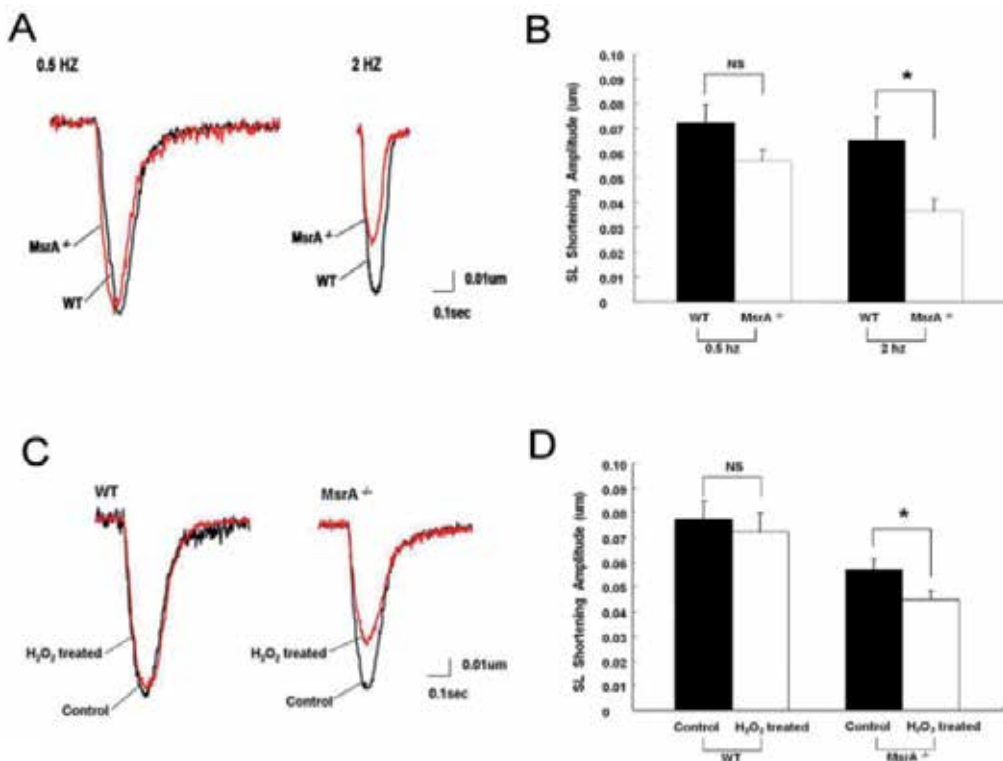 A
0.5 HZ
2 HZ
MsrA -/-
WT
MsrA -/-
WT
0.01um
0.1sec
B
SL Shortening Amplitude (um)
0.10
0.09
0.08
0.07
0.06
0.05
0.04
0.03
0.02
0.01
0
NS
*
WT
MsrA -/-
WT
MsrA -/-
0.5 hz
2 hz
C
WT
MsrA -/-
H₂O₂ treated
Control
H₂O₂ treated
Control
0.01um
0.1sec
D
SL Shortening Amplitude (um)
0.10
0.09
0.08
0.07
0.06
0.05
0.04
0.03
0.02
0.01
0
NS
*
Control
H₂O₂ treated
Control
H₂O₂ treated
WT
MsrA -/-